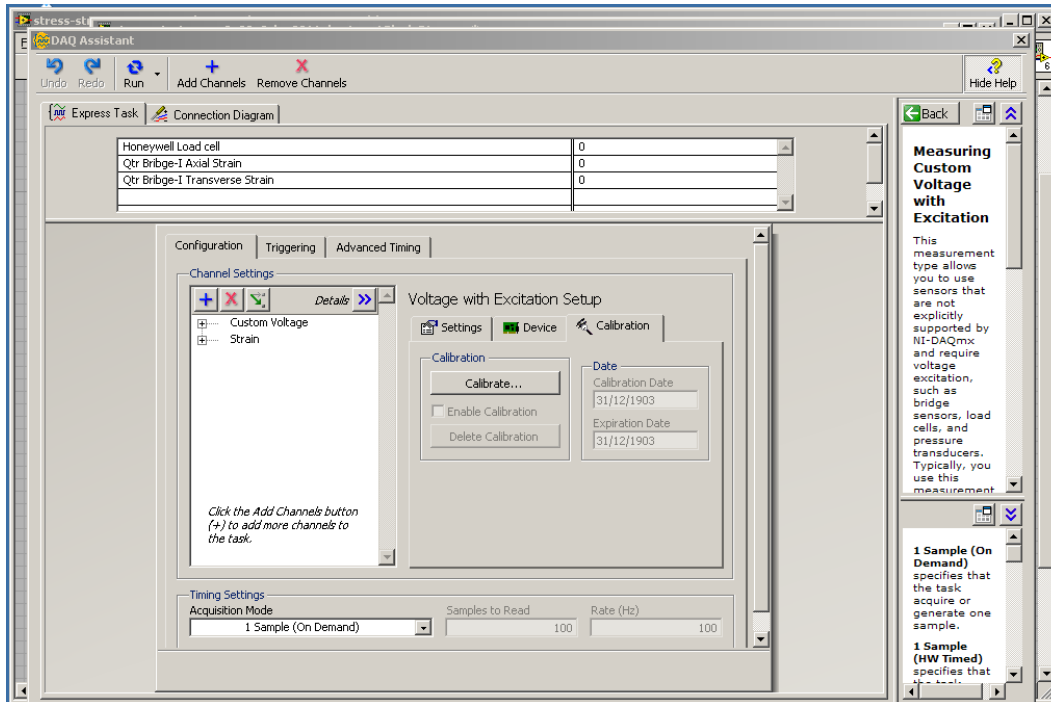 stress-str
DAQ Assistant
Undo Redo Run Add Channels Remove Channels Hide Help
Express Task Connection Diagram
Honeywell Load cell 0
Qtr Bribge-I Axial Strain 0
Qtr Bribge-I Transverse Strain 0
Configuration Triggering Advanced Timing
Channel Settings
Details
Custom Voltage
Strain
Click the Add Channels button
(+) to add more channels to
the task.
Voltage with Excitation Setup
Settings Device Calibration
Calibration
Calibrate...
Enable Calibration
Delete Calibration
Date
Calibration Date
31/12/1903
Expiration Date
31/12/1903
Timing Settings
Acquisition Mode Samples to Read Rate (Hz)
1 Sample (On Demand) 100 100
Back
Measuring
Custom
Voltage
with
Excitation
This
measurement
type allows
you to use
sensors that
are not
explicitly
supported by
NI-DAQmx
and require
voltage
excitation,
such as
bridge
sensors, load
cells, and
pressure
transducers.
Typically, you
use this
measurement
1 Sample (On
Demand)
specifies that
the task
acquire or
generate one
sample.
1 Sample
(HW Timed)
specifies that
the task
6